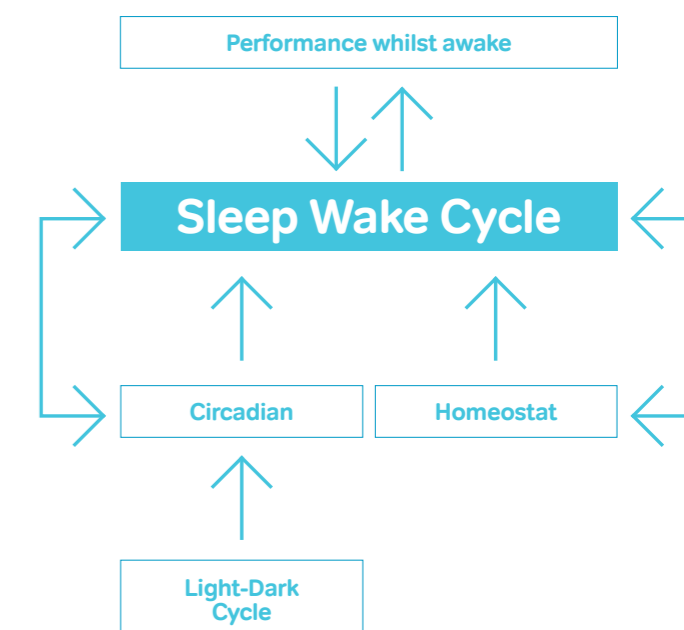 Performance whilst awake
Sleep Wake Cycle
Circadian
Homeostat
Light-Dark
Cycle